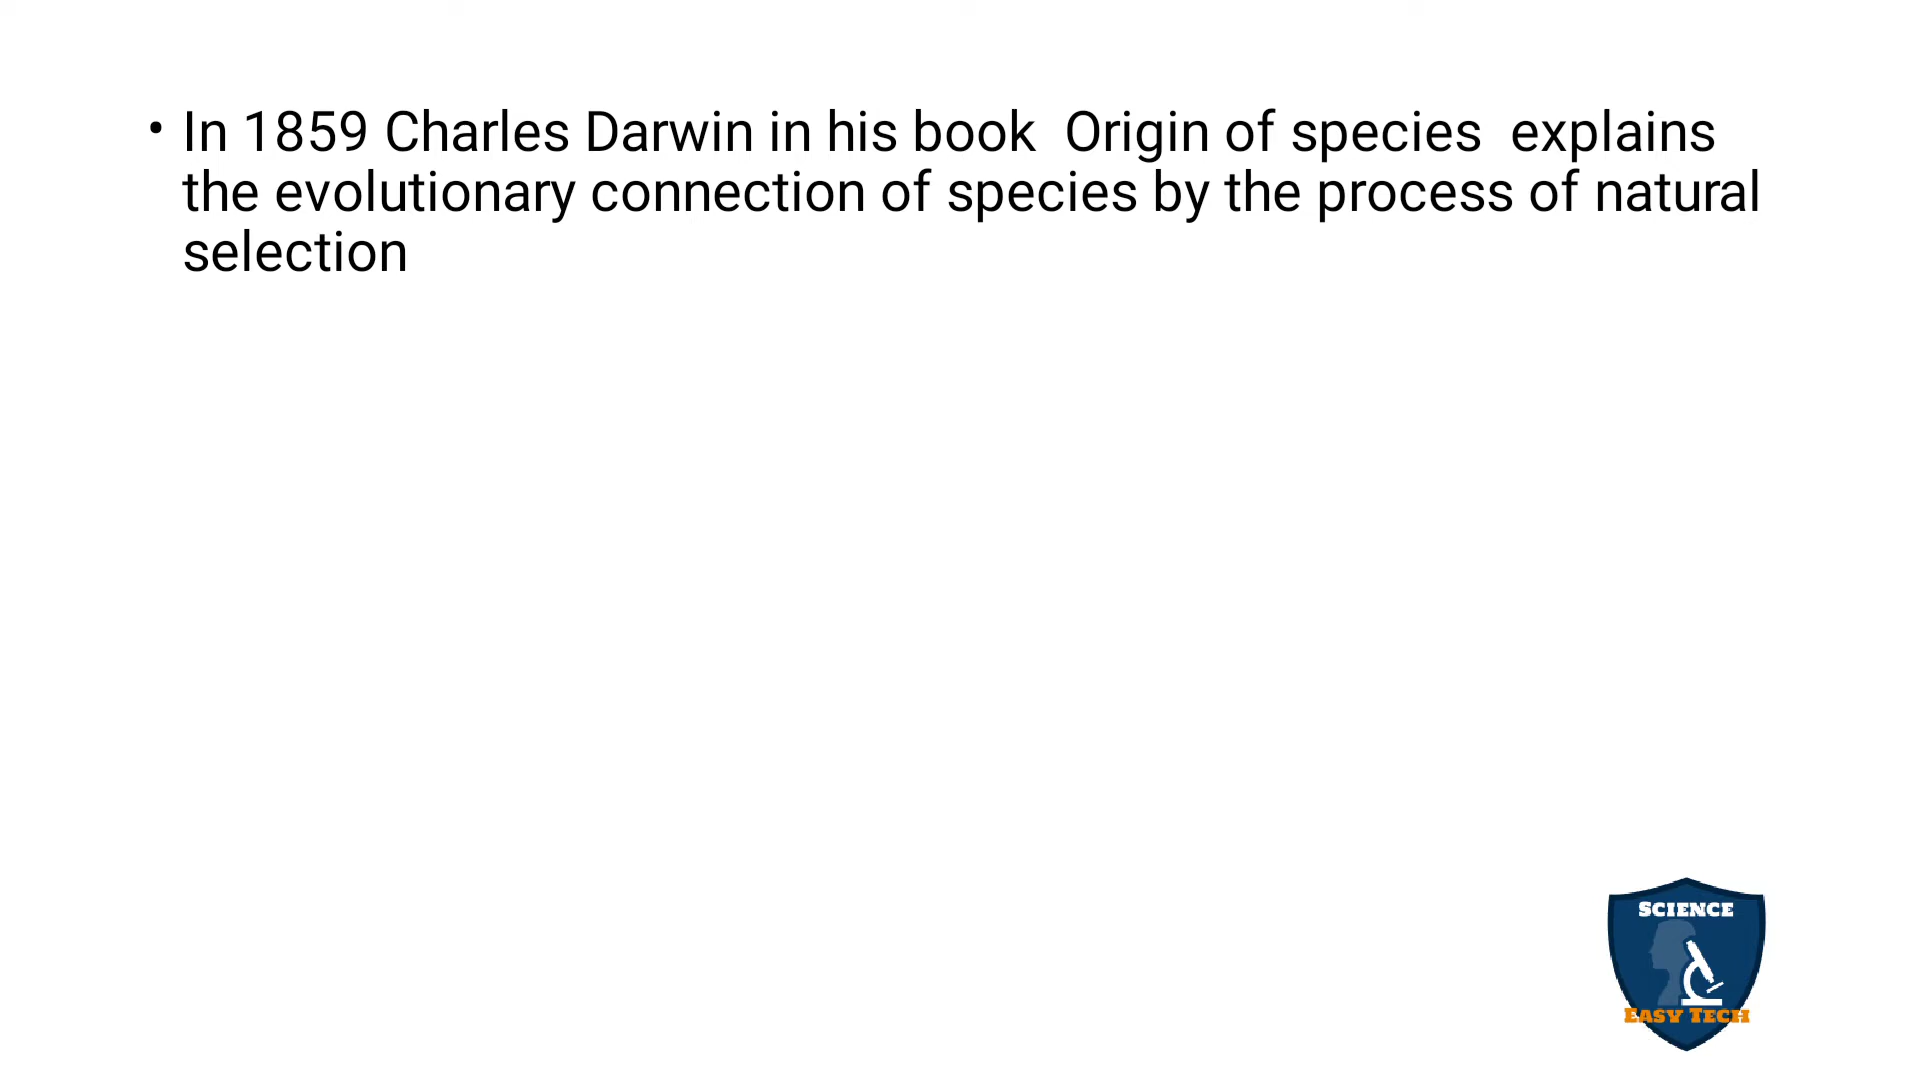 • In 1859 Charles Darwin in his book  Origin of species  explains
the evolutionary connection of species by the process of natural
selection
SCIENCE
EASY TECH